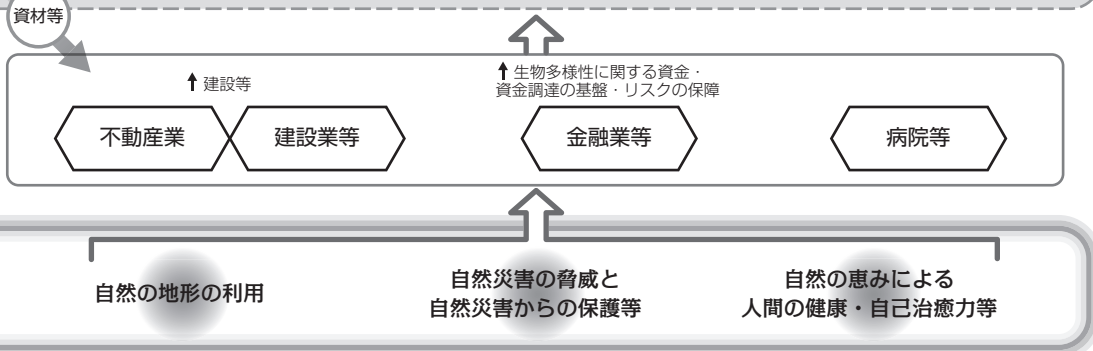 資材等
建設等
生物多様性に関する資金・
資金調達の基盤・リスクの保障
不動産業
建設業等
金融業等
病院等
自然の地形の利用
自然災害の脅威と
自然災害からの保護等
自然の恵みによる
人間の健康・自己治癒力等